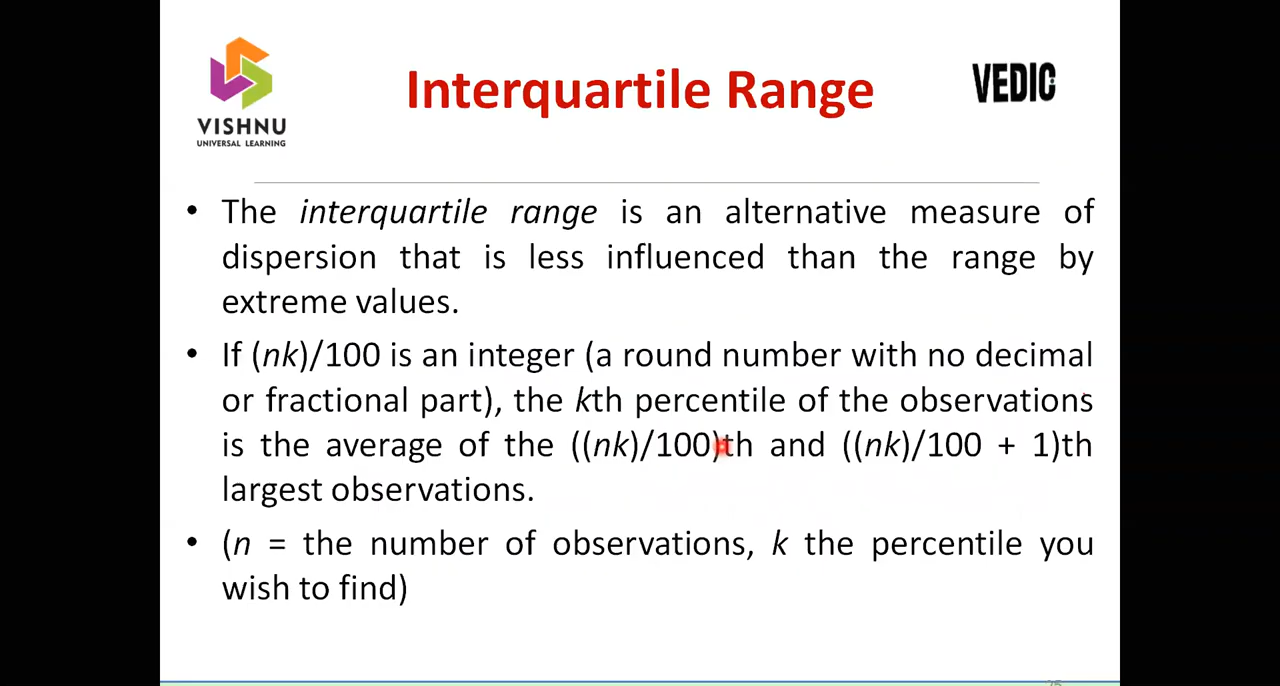 VISHNU
UNIVERSAL LEARNING
Interquartile Range
VEDIC
• The interquartile range is an alternative measure of
dispersion that is less influenced than the range by
extreme values.
• If (nk)/100 is an integer (a round number with no decimal
or fractional part), the kth percentile of the observations
is the average of the ((nk)/100)th and ((nk)/100 + 1)th
largest observations.
• (n = the number of observations, k the percentile you
wish to find)